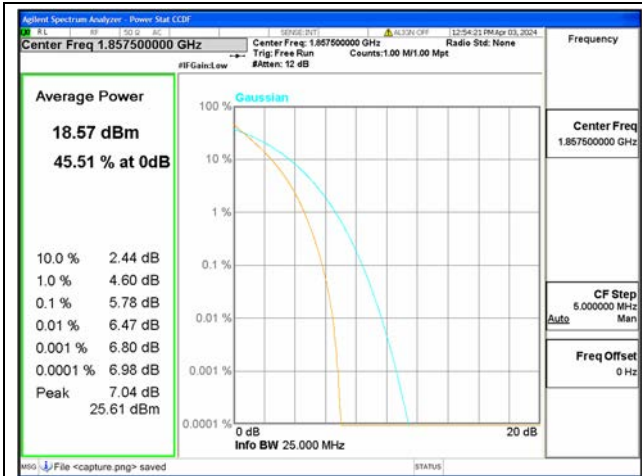 Agilent Spectrum Analyzer - Power Stat CCDF
RL RF 50 Ω AC SENSE:INT ALIGN OFF 12:54:21 PM Apr 03, 2024
Center Freq 1.857500000 GHz
Center Freq: 1.857500000 GHz Radio Std: None
Trig: Free Run Counts:1.00 M/1.00 Mpt
#IFGain:Low #Atten: 12 dB
Frequency
Average Power
18.57 dBm
45.51 % at 0dB
10.0 % 2.44 dB
1.0 % 4.60 dB
0.1 % 5.78 dB
0.01 % 6.47 dB
0.001 % 6.80 dB
0.0001 % 6.98 dB
Peak 7.04 dB
25.61 dBm
Gaussian
100 %
10 %
1 %
0.1 %
0.01 %
0.001 %
0.0001 %
0 dB 20 dB
Info BW 25.000 MHz
Center Freq
1.857500000 GHz
CF Step
5.000000 MHz
Auto Man
Freq Offset
0 Hz
MSG File <capture.png> saved STATUS